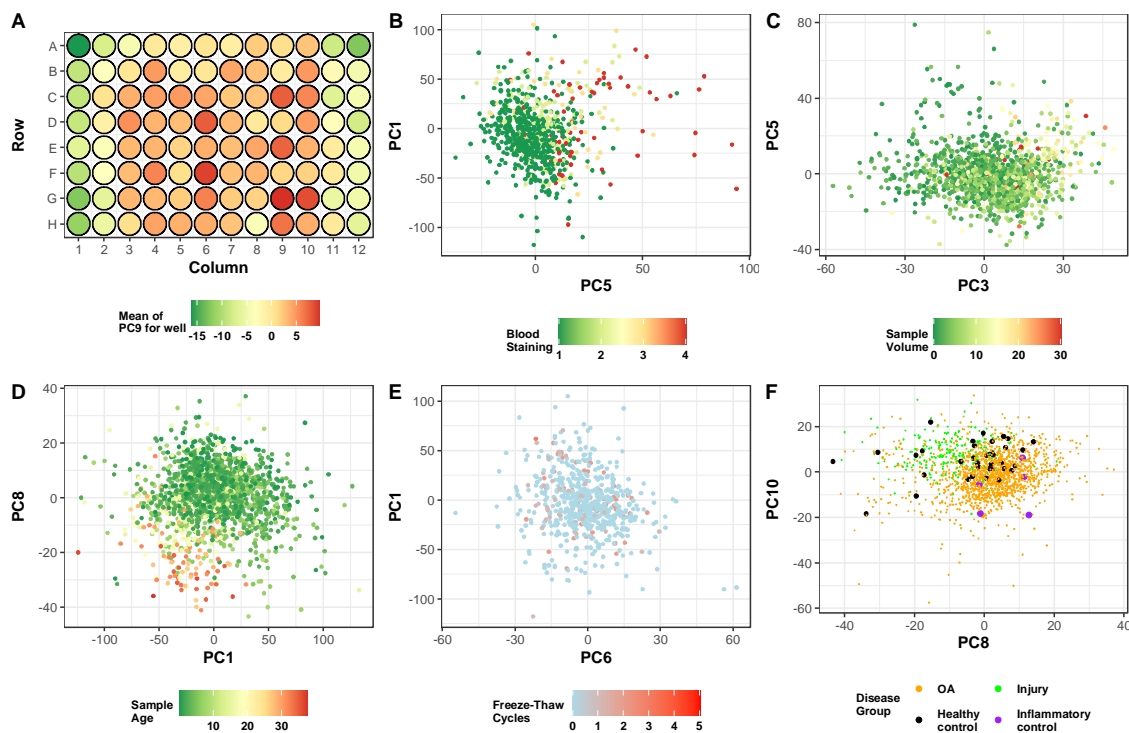 A
Row
A
B
C
D
E
F
G
H
1 2 3 4 5 6 7 8 9 10 11 12
Column
Mean of
PC9 for well
-15 -10 -5 0 5
B
PC1
100
50
0
-50
-100
0 50 100
PC5
Blood
Staining
1 2 3 4
C
PC5
80
40
0
-40
-60 -30 0 30
PC3
Sample
Volume
0 10 20 30
D
PC8
40
20
0
-20
-40
-100 -50 0 50 100
PC1
Sample
Age
10 20 30
E
PC1
100
50
0
-50
-100
-60 -30 0 30 60
PC6
Freeze-Thaw
Cycles
0 1 2 3 4 5
F
PC10
20
0
-20
-40
-60
-40 -20 0 20 40
PC8
Disease
Group
OA
Injury
Healthy
control
Inflammatory
control